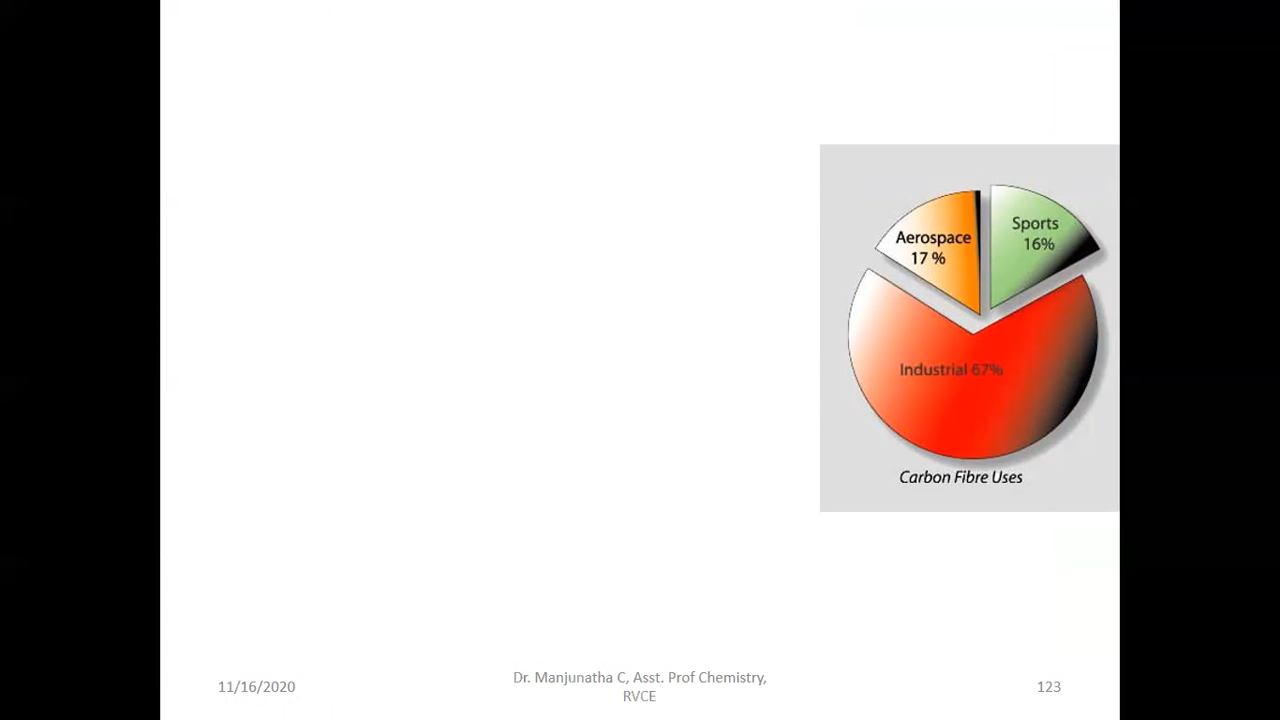 Aerospace
17 %
Sports
16%
Industrial 67%
Carbon Fibre Uses
11/16/2020
Dr. Manjunatha C, Asst. Prof Chemistry,
RVCE
123